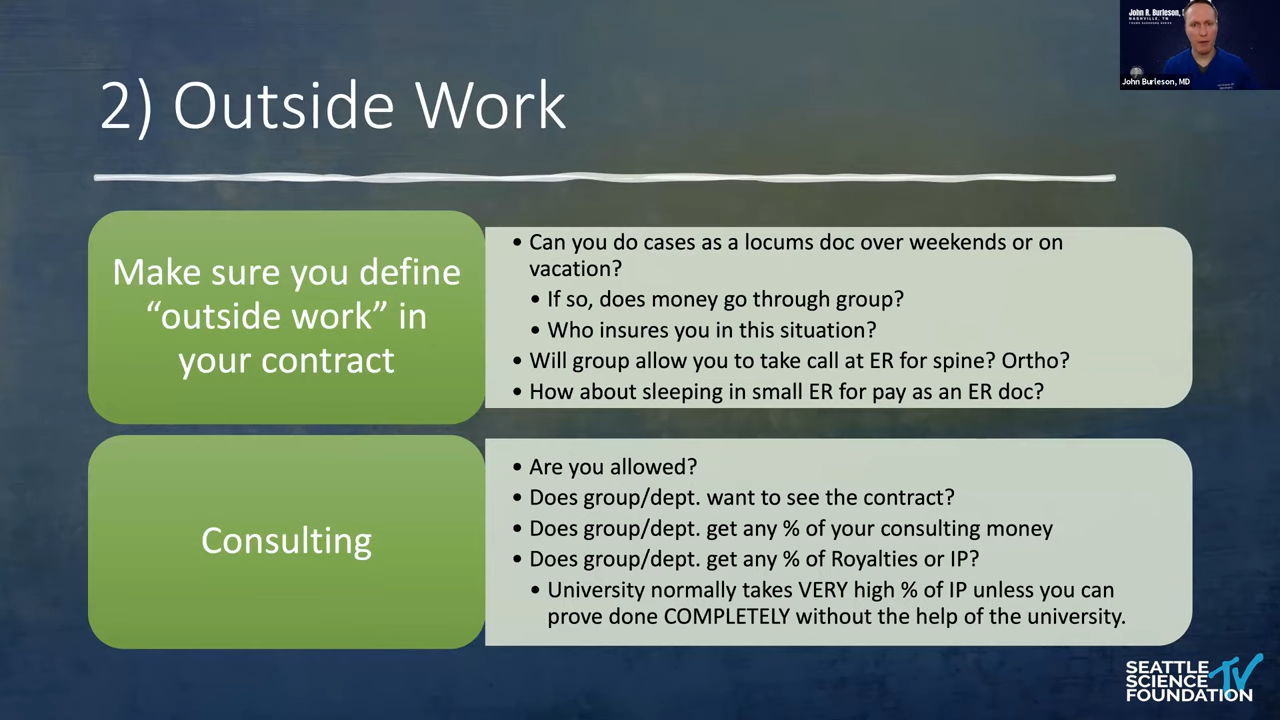 John R. Burleson,
NASHVILLE, TN
John Burleson, MD
2) Outside Work
Make sure you define
“outside work” in
your contract
• Can you do cases as a locums doc over weekends or on
vacation?
• If so, does money go through group?
• Who insures you in this situation?
• Will group allow you to take call at ER for spine? Ortho?
• How about sleeping in small ER for pay as an ER doc?
Consulting
• Are you allowed?
• Does group/dept. want to see the contract?
• Does group/dept. get any % of your consulting money
• Does group/dept. get any % of Royalties or IP?
• University normally takes VERY high % of IP unless you can
prove done COMPLETELY without the help of the university.
SEATTLE
SCIENCE TV
FOUNDATION